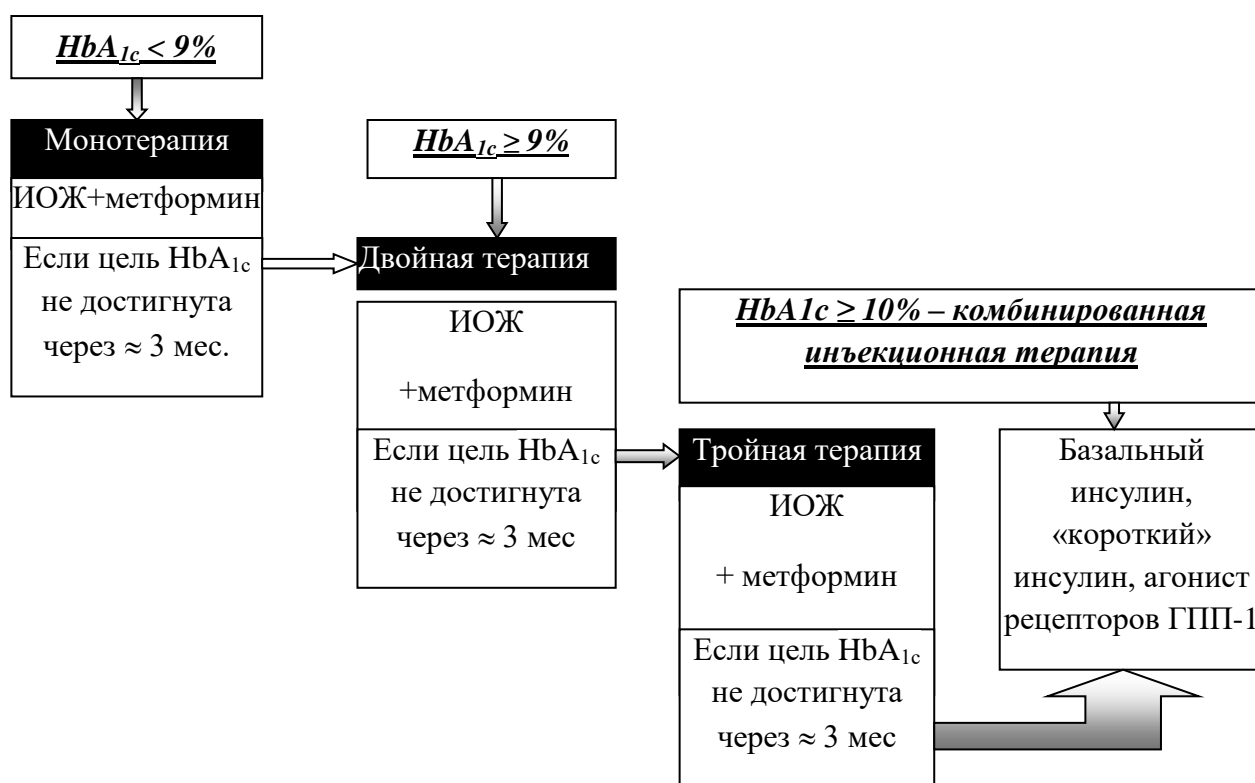 HbA1c < 9%
Монотерапия
ИОЖ+метформин
Если цель HbA1c
не достигнута
через ≈ 3 мес.
HbA1c ≥ 9%
Двойная терапия
ИОЖ
+метформин
Если цель HbA1c
не достигнута
через ≈ 3 мес
HbA1c ≥ 10% – комбинированная
инъекционная терапия
Тройная терапия
ИОЖ
+ метформин
Если цель HbA1c
не достигнута
через ≈ 3 мес
Базальный
инсулин,
«короткий»
инсулин, агонист
рецепторов ГПП-1